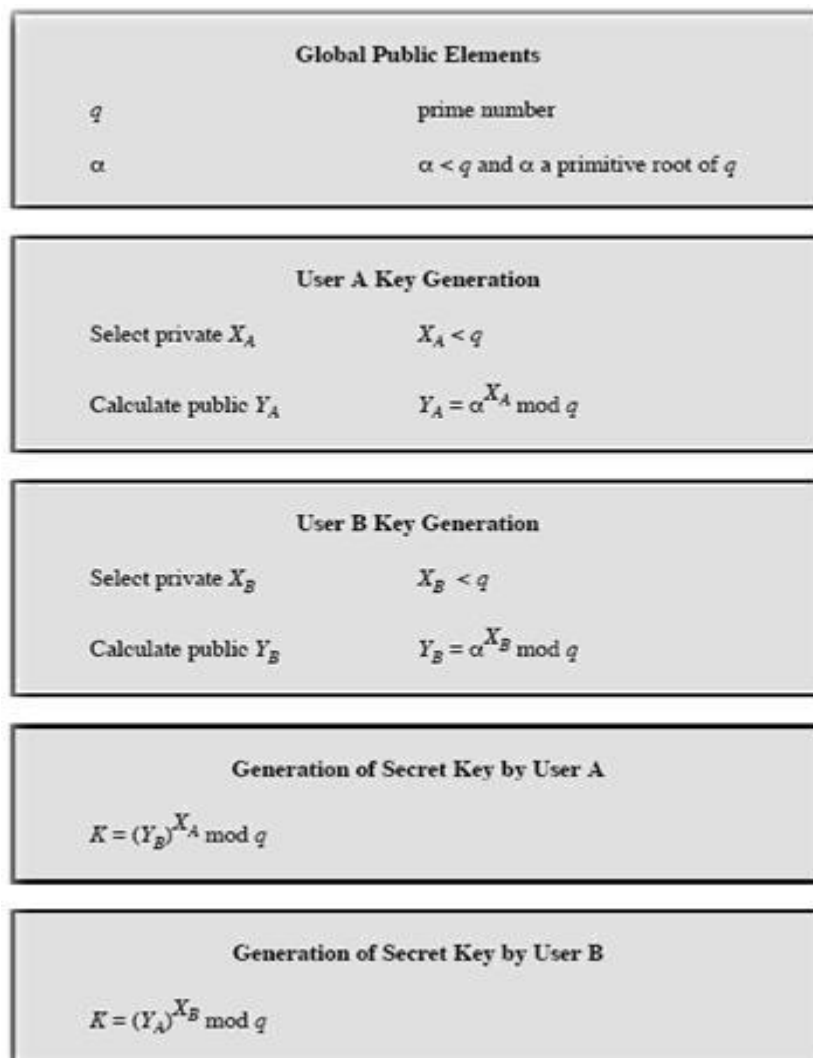 Global Public Elements
q prime number
α α < q and α a primitive root of q
User A Key Generation
Select private X_A X_A < q
Calculate public Y_A Y_A = α^X_A mod q
User B Key Generation
Select private X_B X_B < q
Calculate public Y_B Y_B = α^X_B mod q
Generation of Secret Key by User A
K = (Y_B)^X_A mod q
Generation of Secret Key by User B
K = (Y_A)^X_B mod q